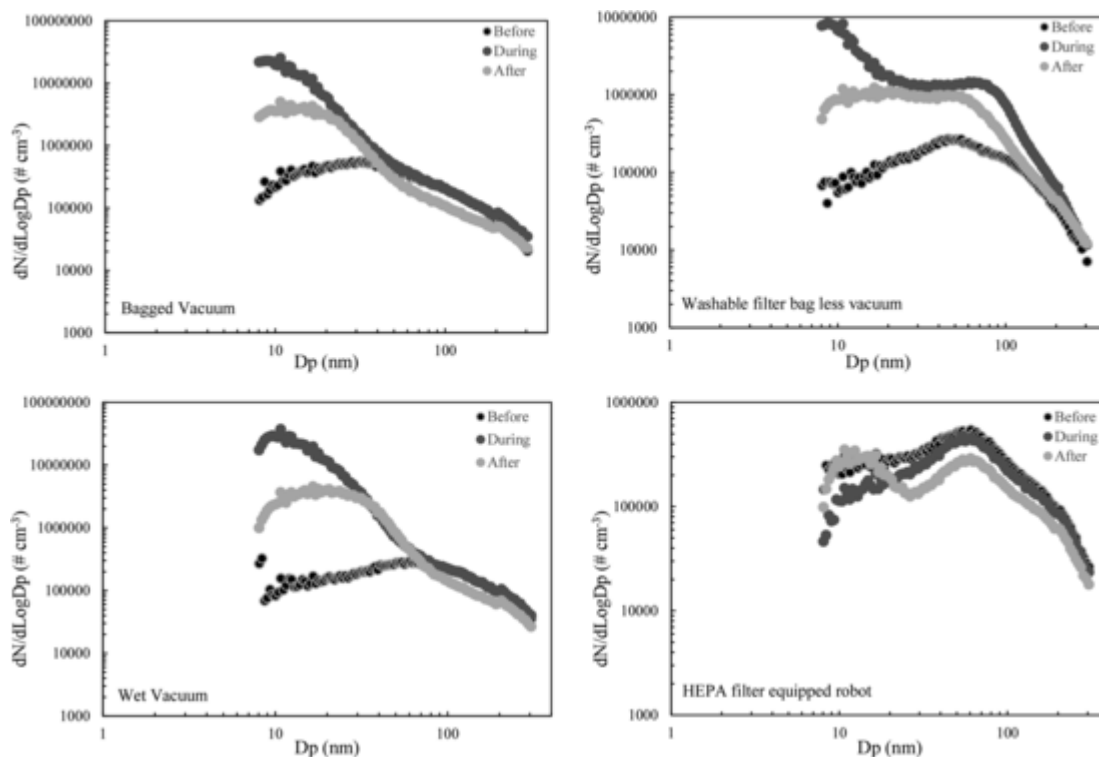 100000000
10000000
1000000
100000
10000
1000
dN/dLogDp (# cm⁻³)
Before
During
After
Bagged Vacuum
1
10
100
Dp (nm)
10000000
1000000
100000
10000
1000
dN/dLogDp (# cm⁻³)
Before
During
After
Washable filter bag less vacuum
1
10
100
Dp (nm)
100000000
10000000
1000000
100000
10000
1000
dN/dLogDp (# cm⁻³)
Before
During
After
Wet Vacuum
1
10
100
Dp (nm)
1000000
100000
10000
1000
dN/dLogDp (# cm⁻³)
Before
During
After
HEPA filter equipped robot
1
10
100
Dp (nm)